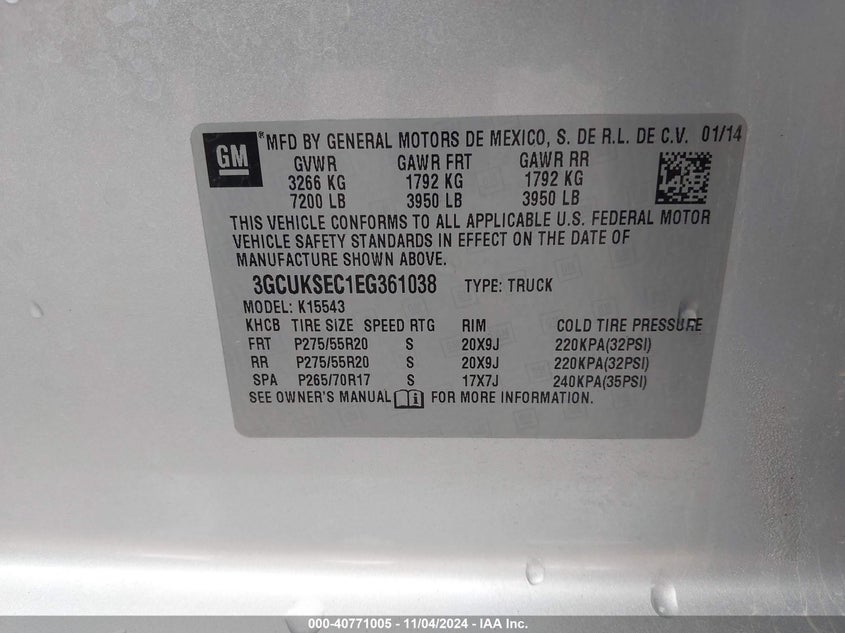 GM
® MFD BY GENERAL MOTORS DE MEXICO, S. DE R.L. DE C.V. 01/14
GVWR GAWR FRT GAWR RR
3266 KG 1792 KG 1792 KG
7200 LB 3950 LB 3950 LB
THIS VEHICLE CONFORMS TO ALL APPLICABLE U.S. FEDERAL MOTOR
VEHICLE SAFETY STANDARDS IN EFFECT ON THE DATE OF
MANUFACTURE SHOWN ABOVE.
3GCUKSEC1EG361038 TYPE: TRUCK
MODEL: K15543
KHCB TIRE SIZE SPEED RTG RIM COLD TIRE PRESSURE
FRT P275/55R20 S 20X9J 220KPA(32PSI)
RR P275/55R20 S 20X9J 220KPA(32PSI)
SPA P265/70R17 S 17X7J 240KPA(35PSI)
SEE OWNER'S MANUAL FOR MORE INFORMATION.
000-40771005 - 11/04/2024 - IAA Inc.